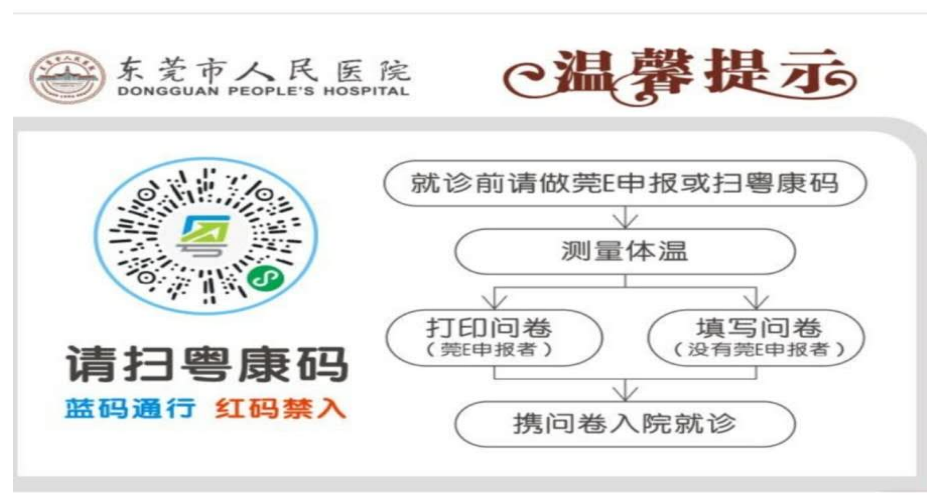 东莞市人民医院
DONGGUAN PEOPLE'S HOSPITAL
温馨提示
请扫粤康码
蓝码通行 红码禁入
就诊前请做莞E申报或扫粤康码
测量体温
打印问卷
（莞E申报者）
填写问卷
（没有莞E申报者）
携问卷入院就诊